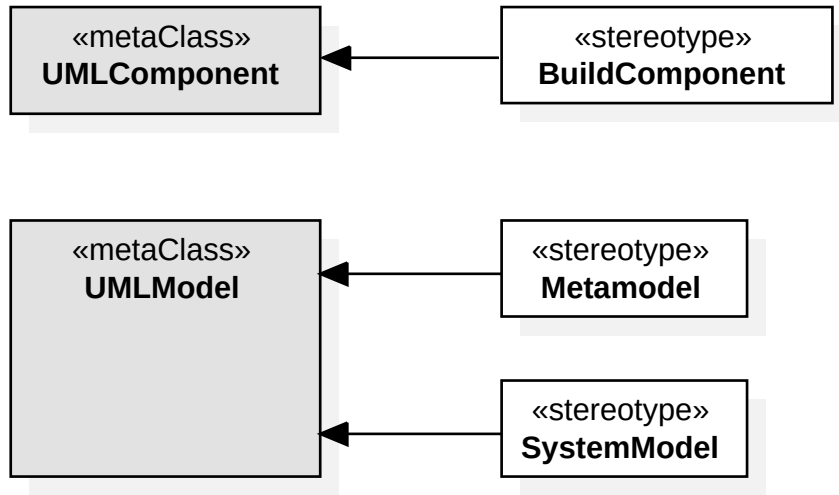 «metaClass»
UMLComponent
«stereotype»
BuildComponent
«metaClass»
UMLModel
«stereotype»
Metamodel
«stereotype»
SystemModel